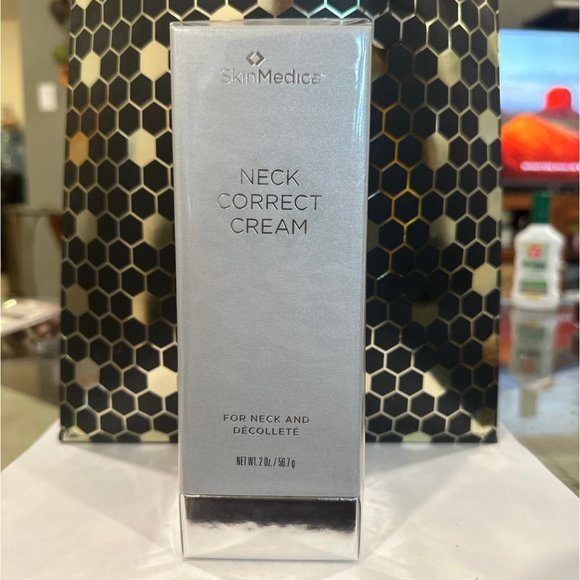 SkinMedica
NECK
CORRECT
CREAM
FOR NECK AND
DÉCOLLETÉ
NET WT. 2 Oz. / 56.7 g